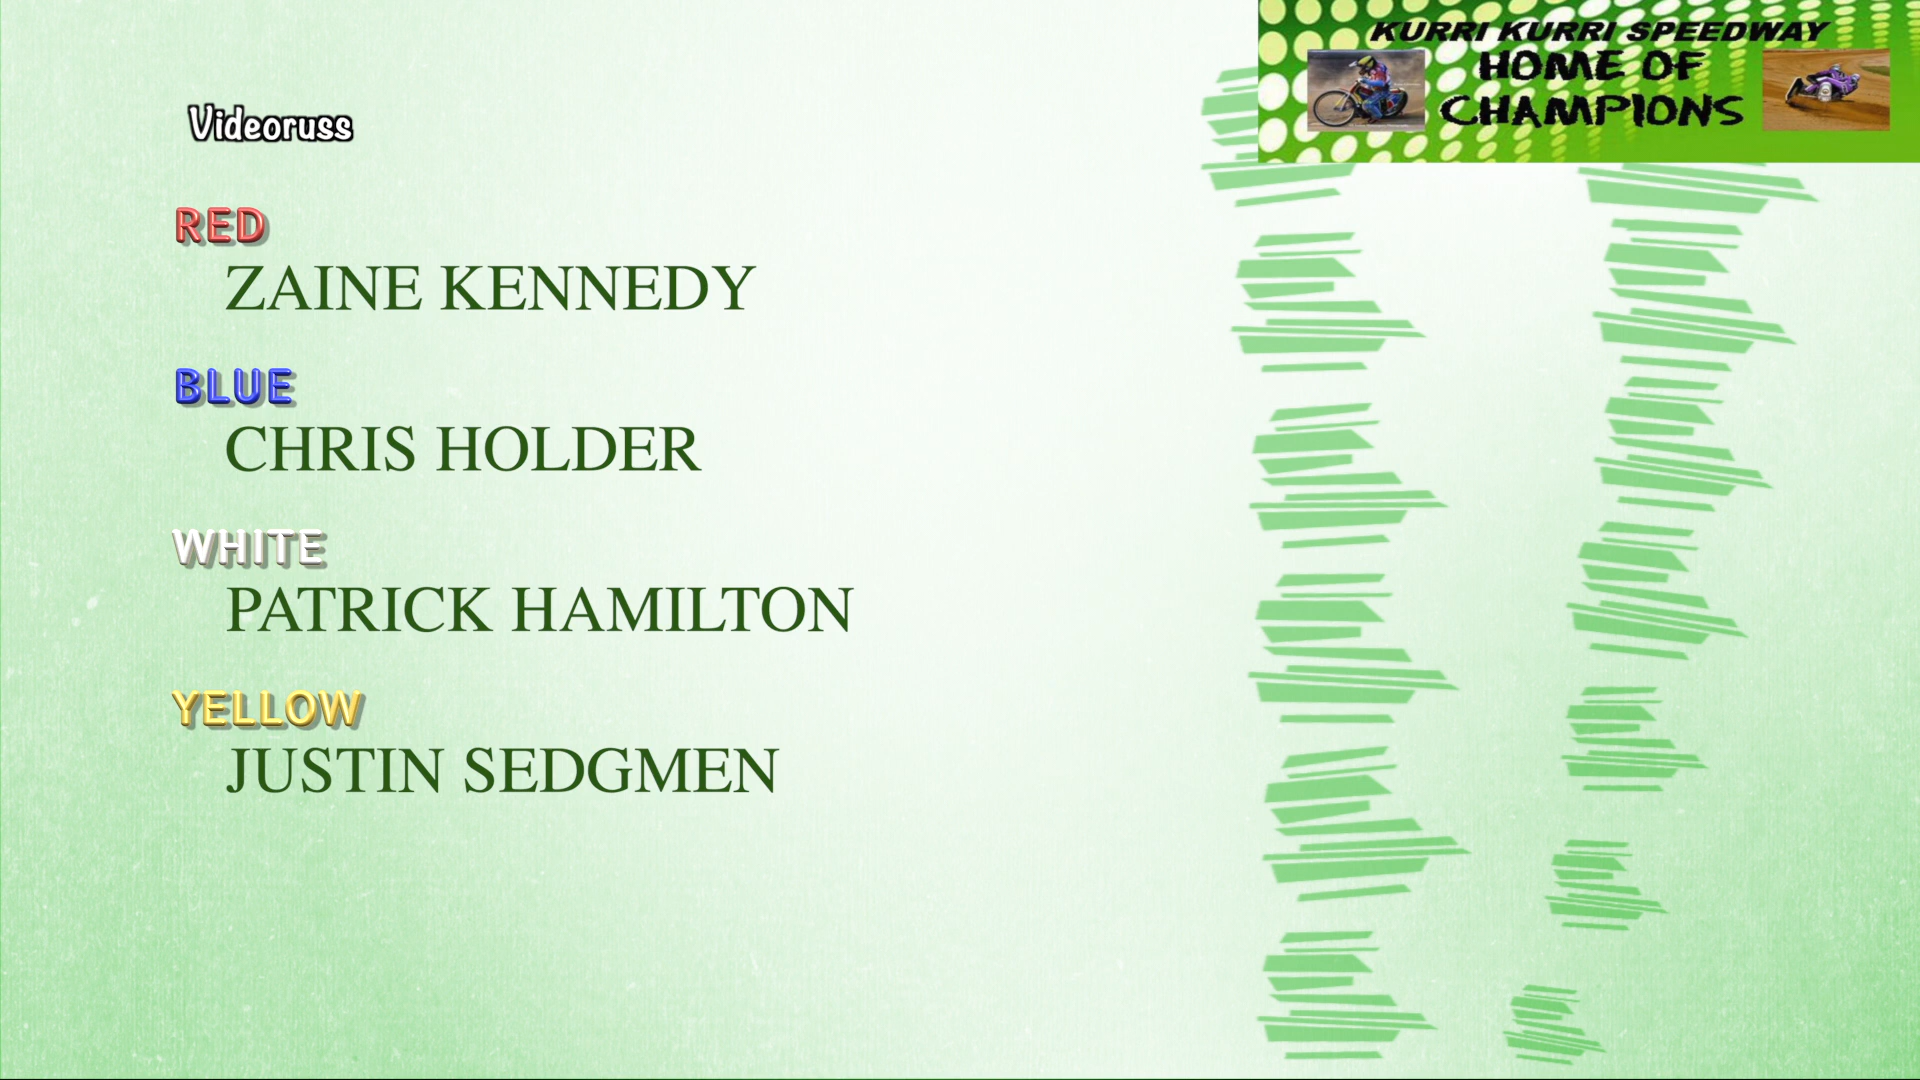 KURRI KURRI SPEEDWAY
HOME OF
CHAMPIONS
Videoruss
RED
ZAINE KENNEDY
BLUE
CHRIS HOLDER
WHITE
PATRICK HAMILTON
YELLOW
JUSTIN SEDGMEN